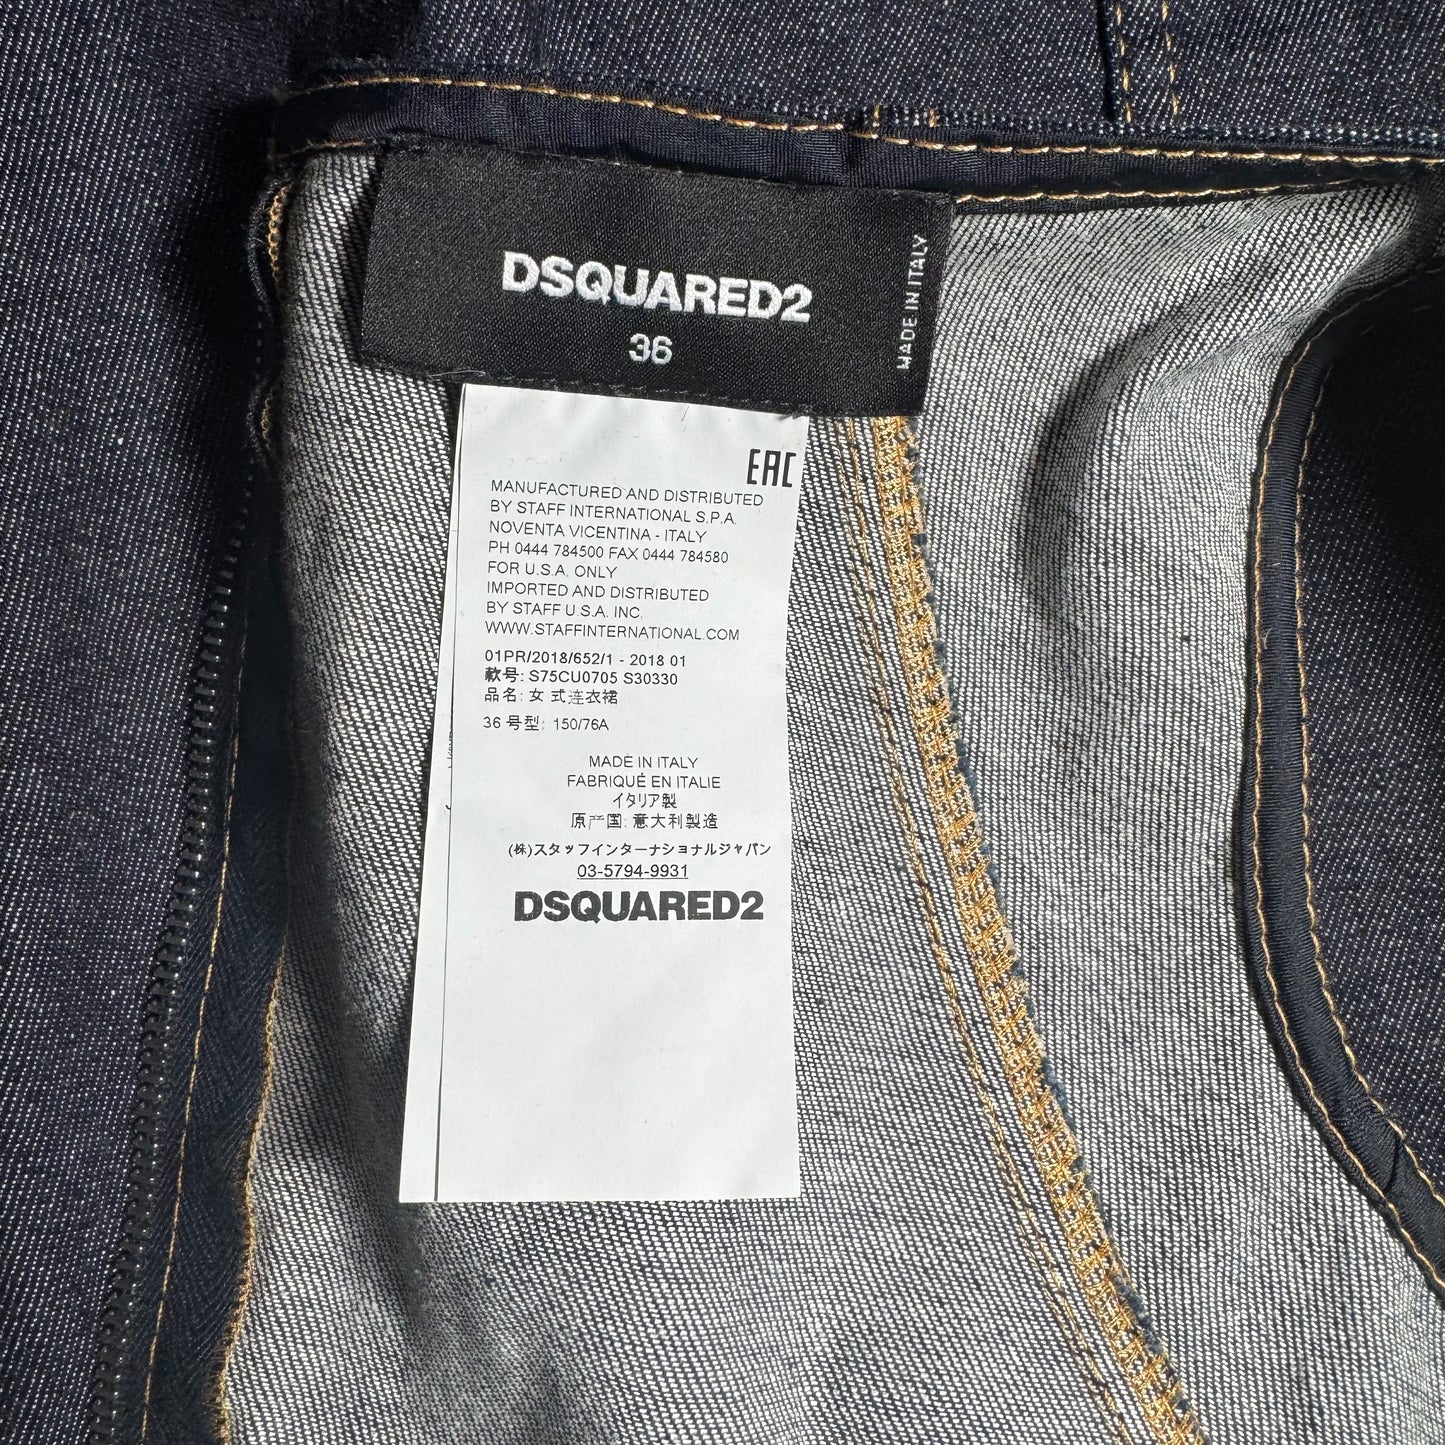 DSQUARED2
36
MADE IN ITALY
EAC
MANUFACTURED AND DISTRIBUTED
BY STAFF INTERNATIONAL S.P.A.
NOVENTA VICENTINA - ITALY
PH 0444 784500 FAX 0444 784580
FOR U.S.A. ONLY
IMPORTED AND DISTRIBUTED
BY STAFF U.S.A. INC.
WWW.STAFFINTERNATIONAL.COM
01PR/2018/652/1 - 2018 01
款号: S75CU0705 S30330
品名: 女 式连衣裙
36 号型: 150/76A
MADE IN ITALY
FABRIQUÉ EN ITALIE
イタリア製
原产国: 意大利製造
(株)スタッフインターナショナルジャパン
03-5794-9931
DSQUARED2